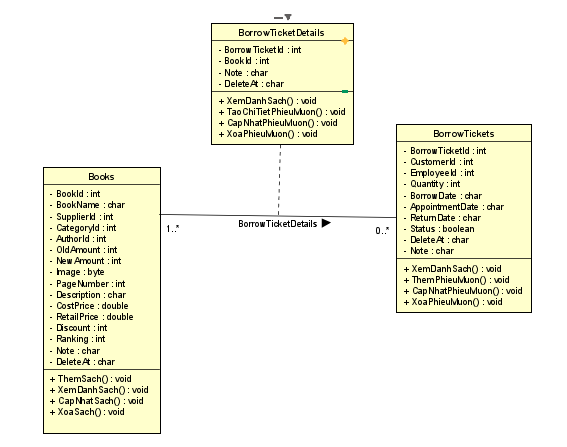 BorrowTicketDetails
- BorrowTicketId : int
- BookId : int
- Note : char
- DeleteAt : char
+ XemDanhSach() : void
+ TaoChiTietPhieuMuon() : void
+ CapNhatPhieuMuon() : void
+ XoaPhieuMuon() : void
BorrowTickets
- BorrowTicketId : int
- CustomerId : int
- EmployeeId : int
- Quantity : int
- BorrowDate : char
- AppointmentDate : char
- ReturnDate : char
- Status : boolean
- DeleteAt : char
- Note : char
+ XemDanhSach() : void
+ ThemPhieuMuon() : void
+ CapNhatPhieuMuon() : void
+ XoaPhieuMuon() : void
Books
- BookId : int
- BookName : char
- SupplierId : int
- CategoryId : int
- AuthorId : int
- OldAmount : int
- NewAmount : int
- Image : byte
- PageNumber : int
- Description : char
- CostPrice : double
- RetailPrice : double
- Discount : int
- Ranking : int
- Note : char
- DeleteAt : char
+ ThemSach() : void
+ XemDanhSach() : void
+ CapNhatSach() : void
+ XoaSach() : void
1..*
BorrowTicketDetails
0..*